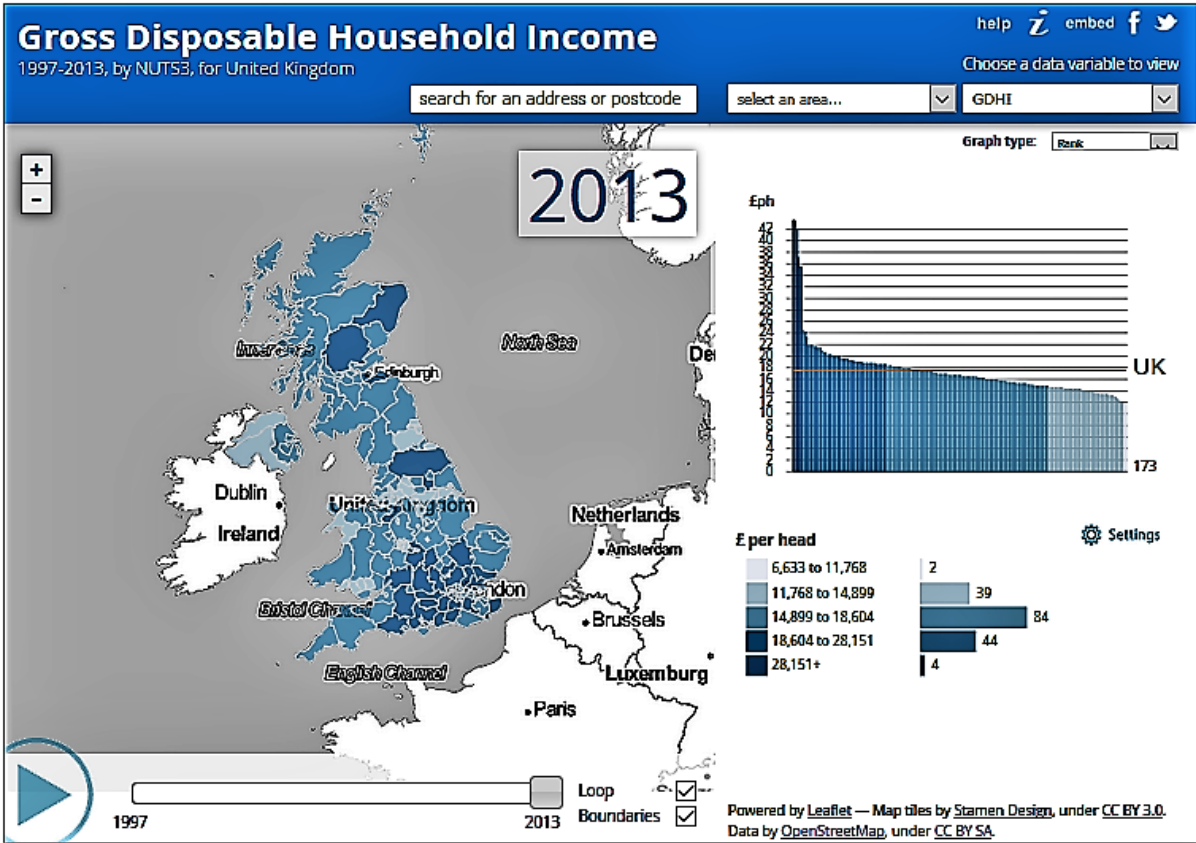 Gross Disposable Household Income
1997-2013, by NUTS3, for United Kingdom
help i embed f
Choose a data variable to view
search for an address or postcode
select an area...
GDHI
Graph type:
Rank
+
-
2013
£ph
42
40
38
36
34
32
30
28
26
24
22
20
18
16
14
12
10
8
6
4
2
0
UK
173
North Sea
Edinburgh
Dublin
Ireland
United Kingdom
Netherlands
Amsterdam
Bristol
Brussels
English Channel
Luxemburg
Paris
£ per head
Settings
6,633 to 11,768
2
11,768 to 14,899
39
14,899 to 18,604
84
18,604 to 28,151
44
28,151+
4
Loop
Boundaries
1997
2013
Powered by Leaflet — Map tiles by Stamen Design, under CC BY 3.0.
Data by OpenStreetMap, under CC BY SA.